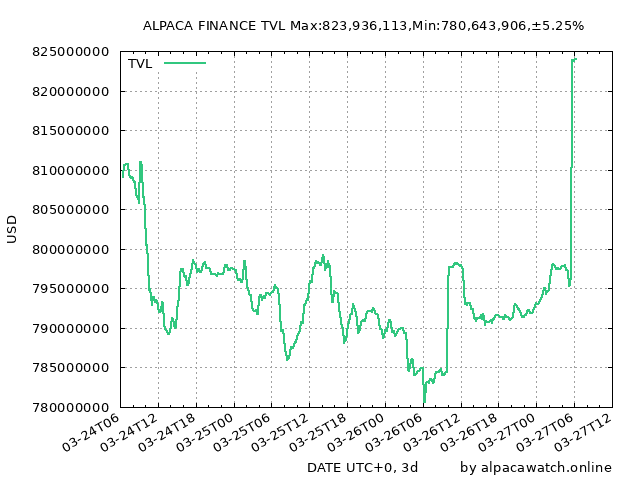 ALPACA FINANCE TVL Max:823,936,113,Min:780,643,906,±5.25%
825000000
820000000
815000000
810000000
805000000
800000000
795000000
790000000
785000000
780000000
USD
TVL
03-24T06
03-24T12
03-24T18
03-25T00
03-25T06
03-25T12
03-25T18
03-26T00
03-26T06
03-26T12
03-26T18
03-27T00
03-27T06
03-27T12
DATE UTC+0, 3d
by alpacawatch.online